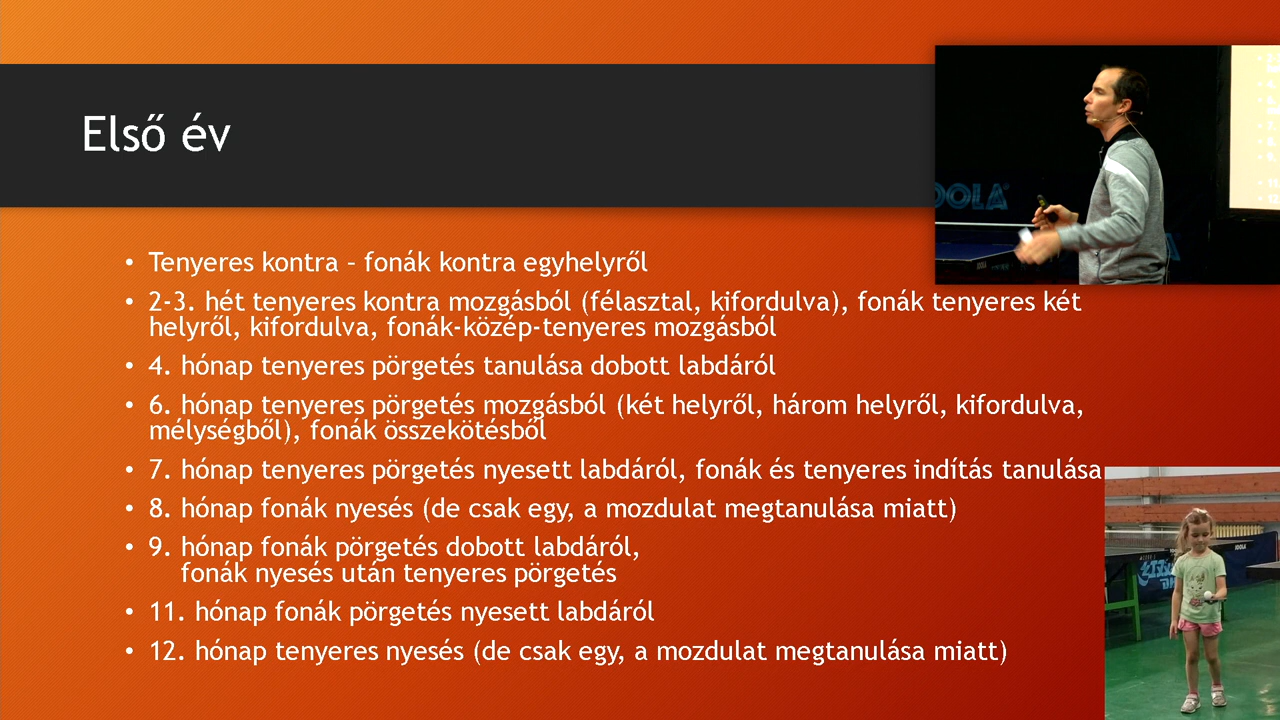 Első év
• Tenyeres kontra – fonák kontra egyhelyről
• 2-3. hét tenyeres kontra mozgásból (félasztal, kifordulva), fonák tenyeres két
helyről, kifordulva, fonák-közép-tenyeres mozgásból
• 4. hónap tenyeres pörgetés tanulása dobott labdáról
• 6. hónap tenyeres pörgetés mozgásból (két helyről, három helyről, kifordulva,
mélységből), fonák összekötésből
• 7. hónap tenyeres pörgetés nyesett labdáról, fonák és tenyeres indítás tanulása
• 8. hónap fonák nyesés (de csak egy, a mozdulat megtanulása miatt)
• 9. hónap fonák pörgetés dobott labdáról,
fonák nyesés után tenyeres pörgetés
• 11. hónap fonák pörgetés nyesett labdáról
• 12. hónap tenyeres nyesés (de csak egy, a mozdulat megtanulása miatt)